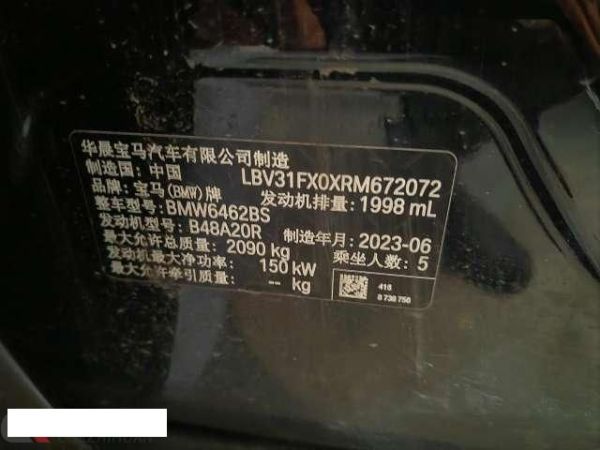 华晨宝马汽车有限公司制造
制造国：中国 LBV31FX0XRM672072
品牌：宝马(BMW)牌 发动机排量：1998 mL
整车型号：BMW6462BS
发动机型号：B48A20R 制造年月：2023-06
最大允许总质量：2090 kg 乘坐人数：5
发动机最大净功率：150 kW
最大允许牵引质量：-- kg
416
8 738 756